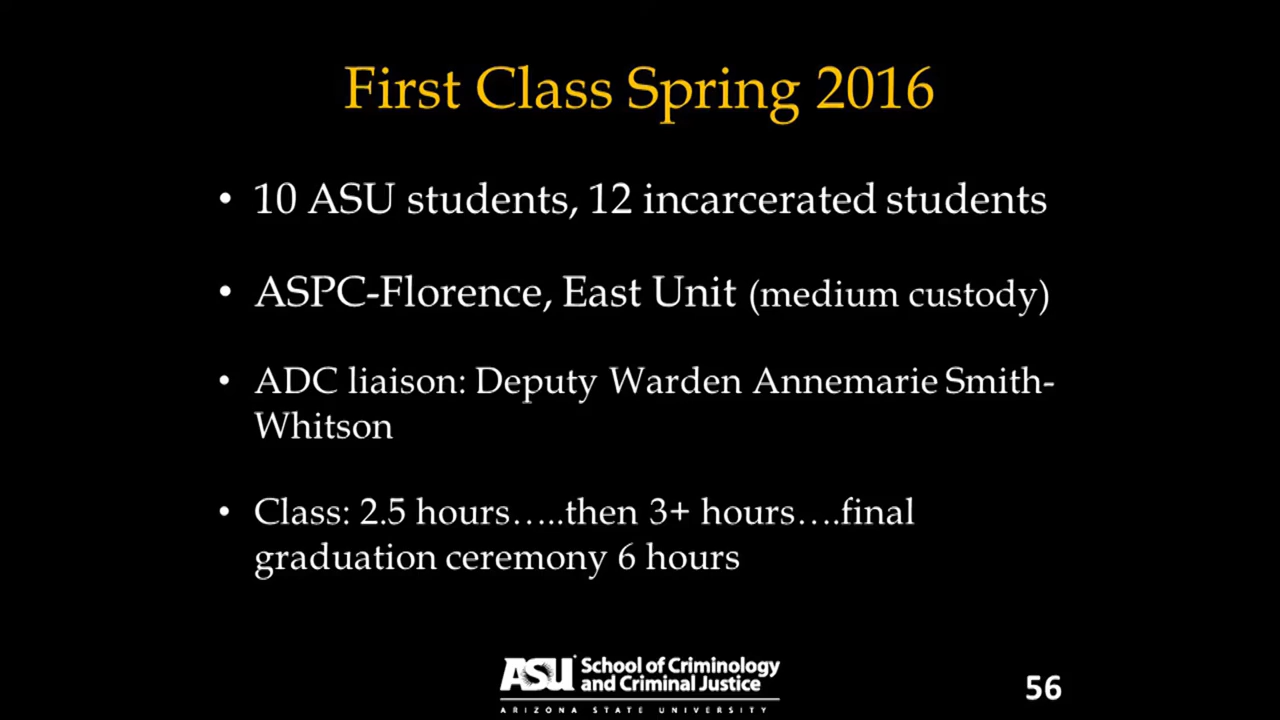 First Class Spring 2016
• 10 ASU students, 12 incarcerated students
• ASPC-Florence, East Unit (medium custody)
• ADC liaison: Deputy Warden Annemarie Smith-
Whitson
• Class: 2.5 hours…..then 3+ hours….final
graduation ceremony 6 hours
ASU School of Criminology
and Criminal Justice
ARIZONA STATE UNIVERSITY
56